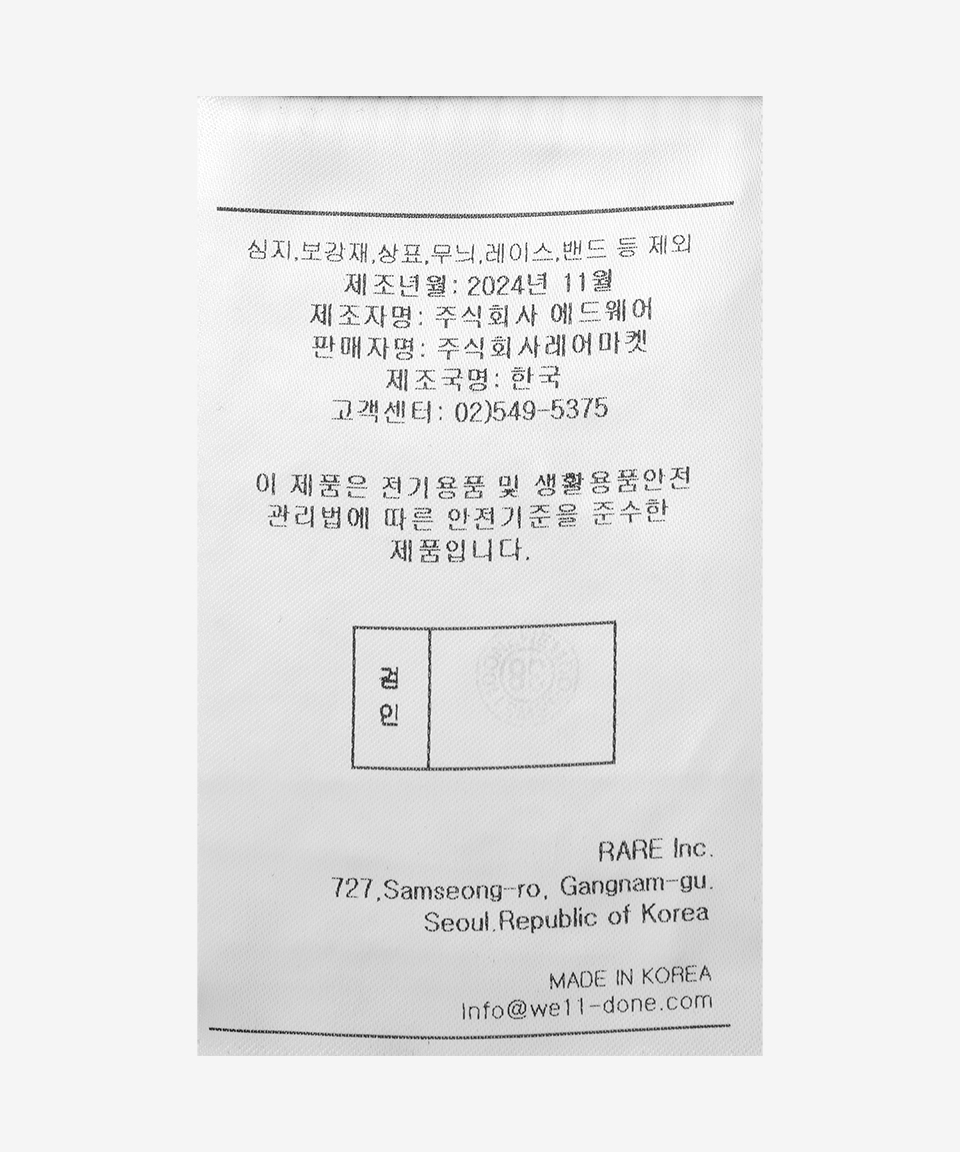 심지,보강재,상표,무늬,레이스,밴드 등 제외
제조년월: 2024년 11월
제조자명: 주식회사 에드웨어
판매자명: 주식회사레어마켓
제조국명: 한국
고객센터: 02)549-5375
이 제품은 전기용품 및 생활용품안전
관리법에 따른 안전기준을 준수한
제품입니다.
검
인
RARE Inc.
727,Samseong-ro, Gangnam-gu.
Seoul,Republic of Korea
MADE IN KOREA
Info@we11-done.com